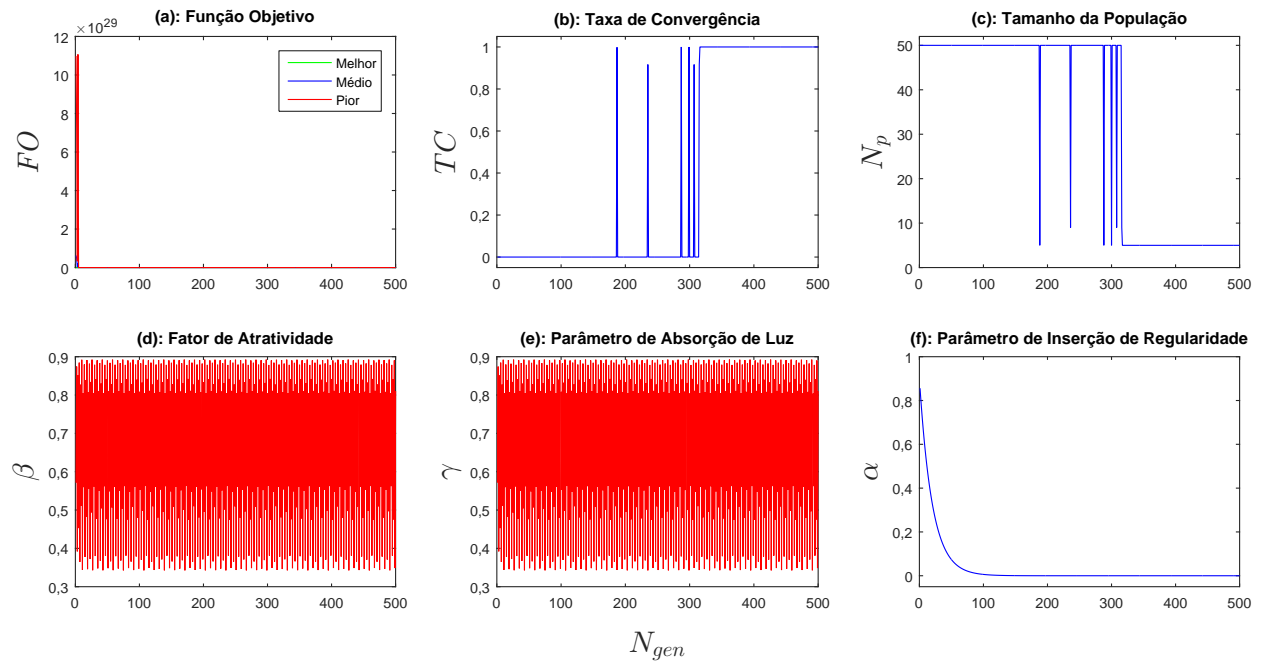 (a): Função Objetivo
×10^29
12
10
8
6
4
2
0
0 100 200 300 400 500
FO
Melhor
Médio
Pior
(b): Taxa de Convergência
1
0,8
0,6
0,4
0,2
0
0 100 200 300 400 500
TC
(c): Tamanho da População
50
40
30
20
10
0
0 100 200 300 400 500
N_p
(d): Fator de Atratividade
0,9
0,8
0,7
0,6
0,5
0,4
0,3
0 100 200 300 400 500
β
(e): Parâmetro de Absorção de Luz
0,9
0,8
0,7
0,6
0,5
0,4
0,3
0 100 200 300 400 500
γ
(f): Parâmetro de Inserção de Regularidade
1
0,8
0,6
0,4
0,2
0
0 100 200 300 400 500
α
N_gen